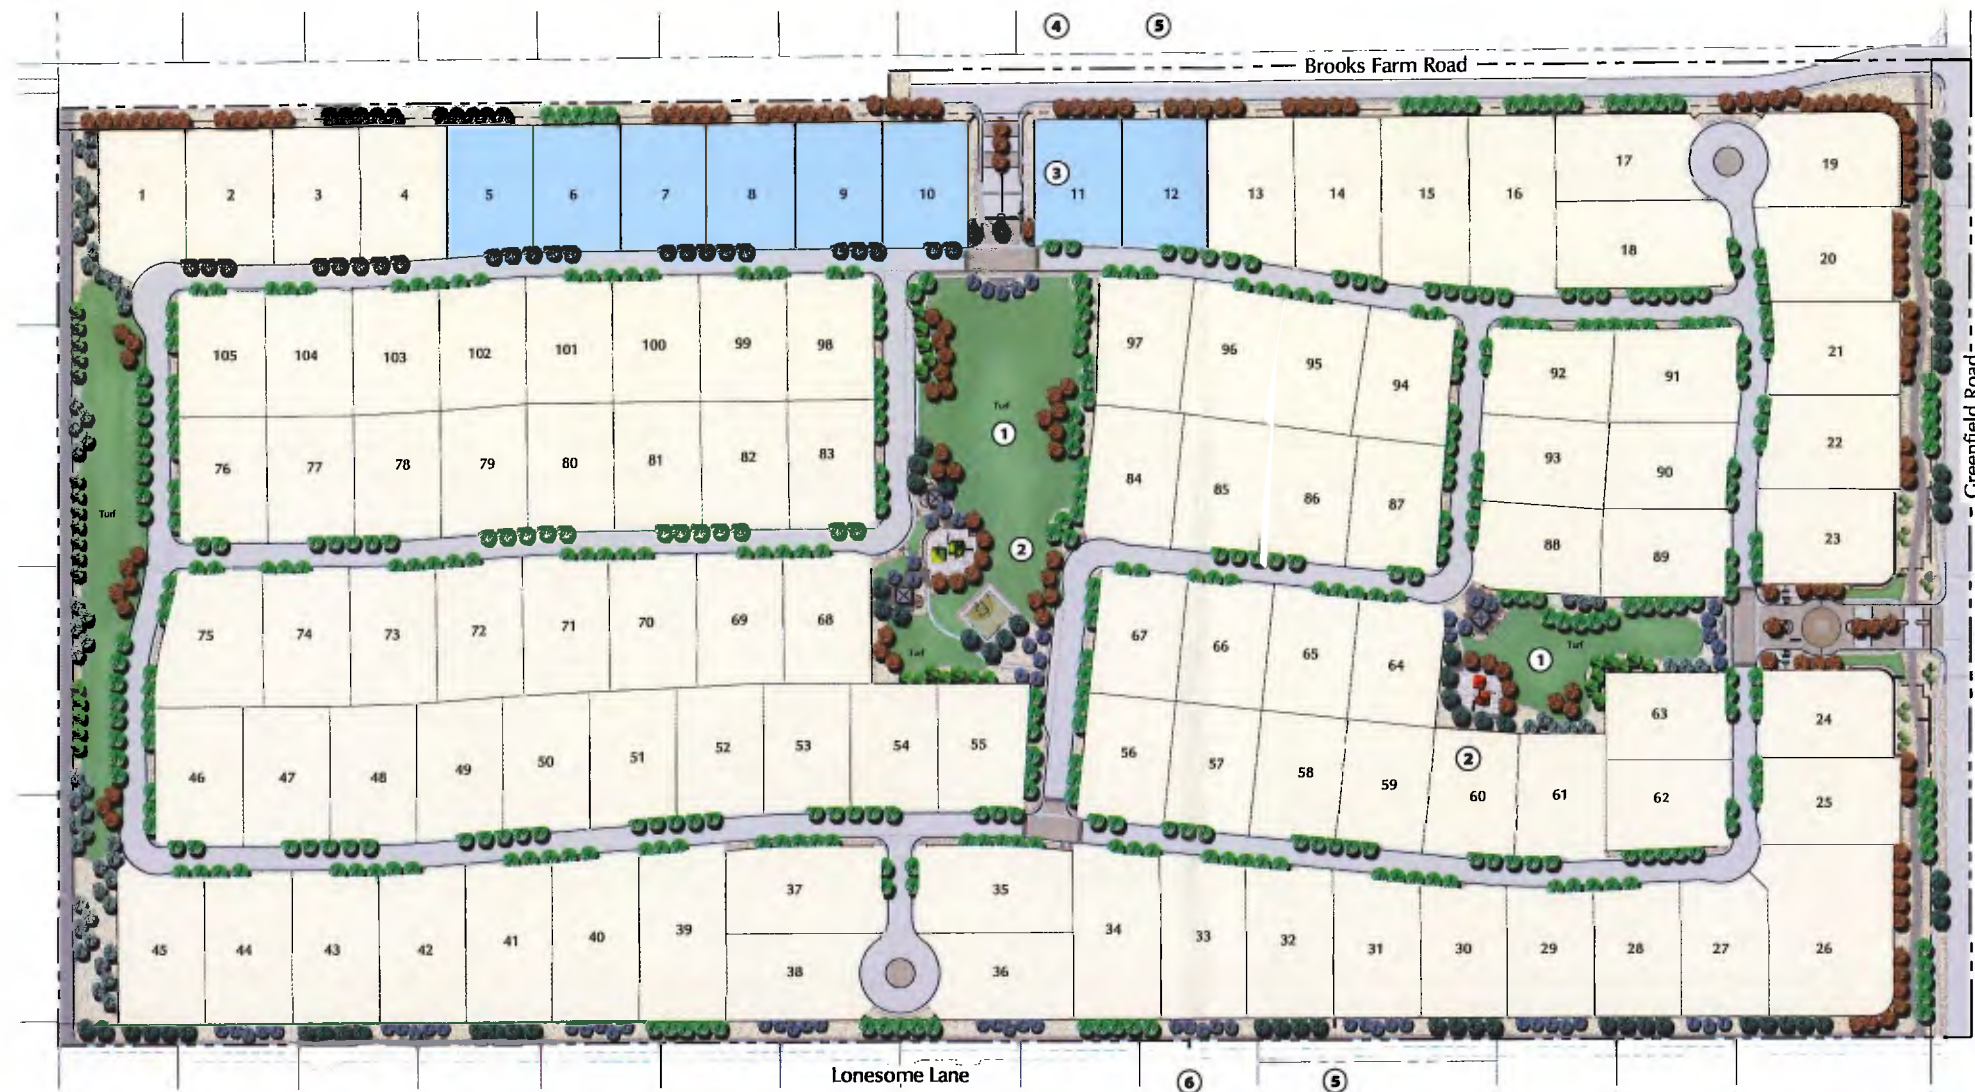 4 5
Brooks Farm Road
1 2 3 4 5 6 7 8 9 10 3 11 12 13 14 15 16 17 19
18 20
105 104 103 102 101 100 99 98 97 96 95 94 92 91 21
Greenfield Road
Turf
1
76 77 78 79 80 81 82 83 84 85 86 87 93 90 22
Turf
2
88 89 23
75 74 73 72 71 70 69 68 67 66 65 64 1 Turf
Turf
46 47 48 49 50 51 52 53 54 55 56 57 58 59 2 60 61 63 24
62 25
37 35
45 44 43 42 41 40 39 34 33 32 31 30 29 28 27 26
38 36
Lonesome Lane
6 5